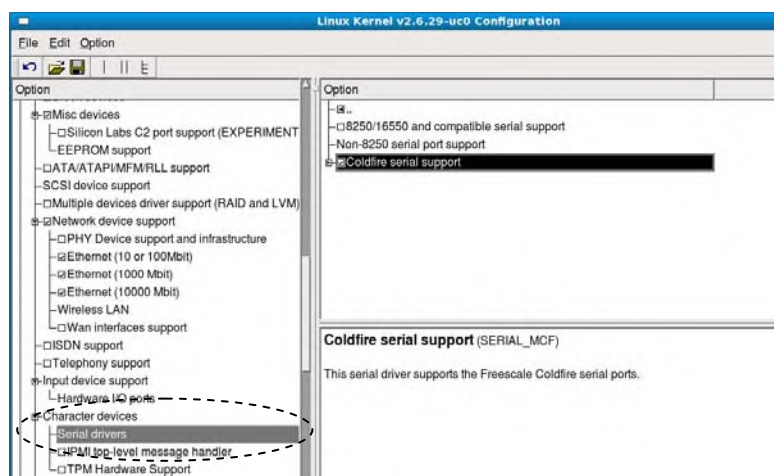 Linux Kernel v2.6.29-uc0 Configuration
File Edit Option
Option
Misc devices
Silicon Labs C2 port support (EXPERIMENT
EEPROM support
ATA/ATAPI/MFM/RLL support
SCSI device support
Multiple devices driver support (RAID and LVM)
Network device support
PHY Device support and infrastructure
Ethernet (10 or 100Mbit)
Ethernet (1000 Mbit)
Ethernet (10000 Mbit)
Wireless LAN
Wan interfaces support
ISDN support
Telephony support
Input device support
Hardware I/O ports
Character devices
Serial drivers
IPMI top-level message handler
TPM Hardware Support
Option
..
8250/16550 and compatible serial support
Non-8250 serial port support
Coldfire serial support
Coldfire serial support (SERIAL_MCF)
This serial driver supports the Freescale Coldfire serial ports.